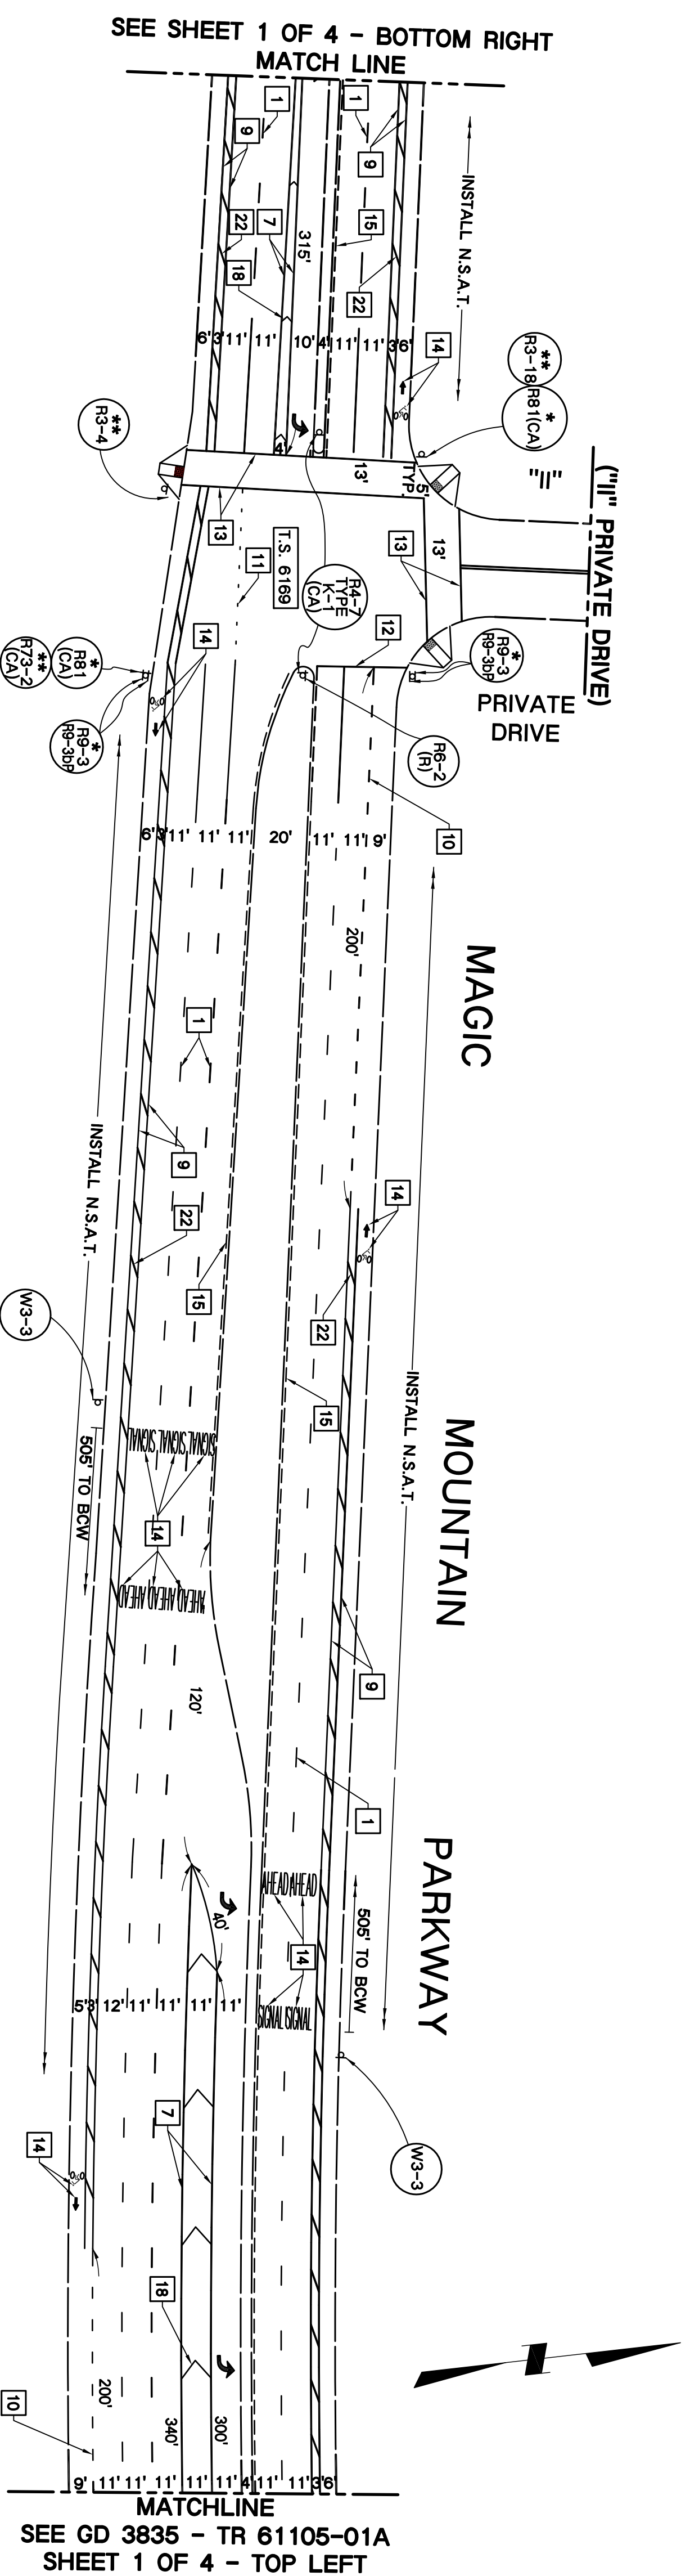 SEE SHEET 1 OF 4 - BOTTOM RIGHT
MATCH LINE
1
1
9
9
INSTALL N.S.A.T.
22
7
15
315'
18
22
6' 3' 11' 11' 10' 4' 11' 11' 3' 6'
14
** R3-18
* R81(CA)
** R3-4
4'
13'
5' TYP.
"II"
("II" PRIVATE DRIVE)
13
13
13'
11
T.S. 6169
R4-7 TYPE K-1 (CA)
12
14
* R9-3 R9-3bP
PRIVATE
DRIVE
* R81 (CA)
** R73-2 (CA)
* R9-3 R9-3bP
R6-2 (R)
6' 3' 11' 11' 11' 20' 11' 11' 9'
10
200'
MAGIC
1
9
INSTALL N.S.A.T.
14
22
15
22
W3-3
15
INSTALL N.S.A.T.
MOUNTAIN
SIGNAL SIGNAL SIGNAL
505' TO BCW
14
AHEAD AHEAD AHEAD
9
120'
1
PARKWAY
AHEAD AHEAD
40'
505' TO BCW
14
5' 3' 12' 11' 11' 11' 11'
SIGNAL SIGNAL
7
W3-3
14
18
200'
340'
300'
10
9' 11' 11' 11' 11' 11' 4' 11' 11' 3' 6'
MATCHLINE
SEE GD 3835 - TR 61105-01A
SHEET 1 OF 4 - TOP LEFT